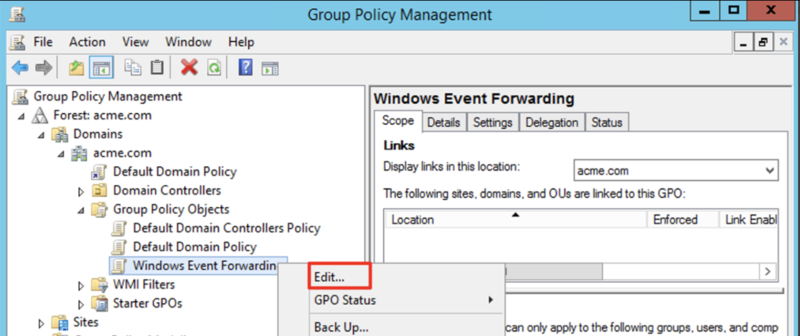 Group Policy Management
File Action View Window Help
Group Policy Management
Forest: acme.com
Domains
acme.com
Default Domain Policy
Domain Controllers
Group Policy Objects
Default Domain Controllers Policy
Default Domain Policy
Windows Event Forwarding
WMI Filters
Starter GPOs
Sites
Windows Event Forwarding
Scope Details Settings Delegation Status
Links
Display links in this location: acme.com
The following sites, domains, and OUs are linked to this GPO:
Location Enforced Link Enabl
Edit...
GPO Status
Back Up...
can only apply to the following groups, users, and comp